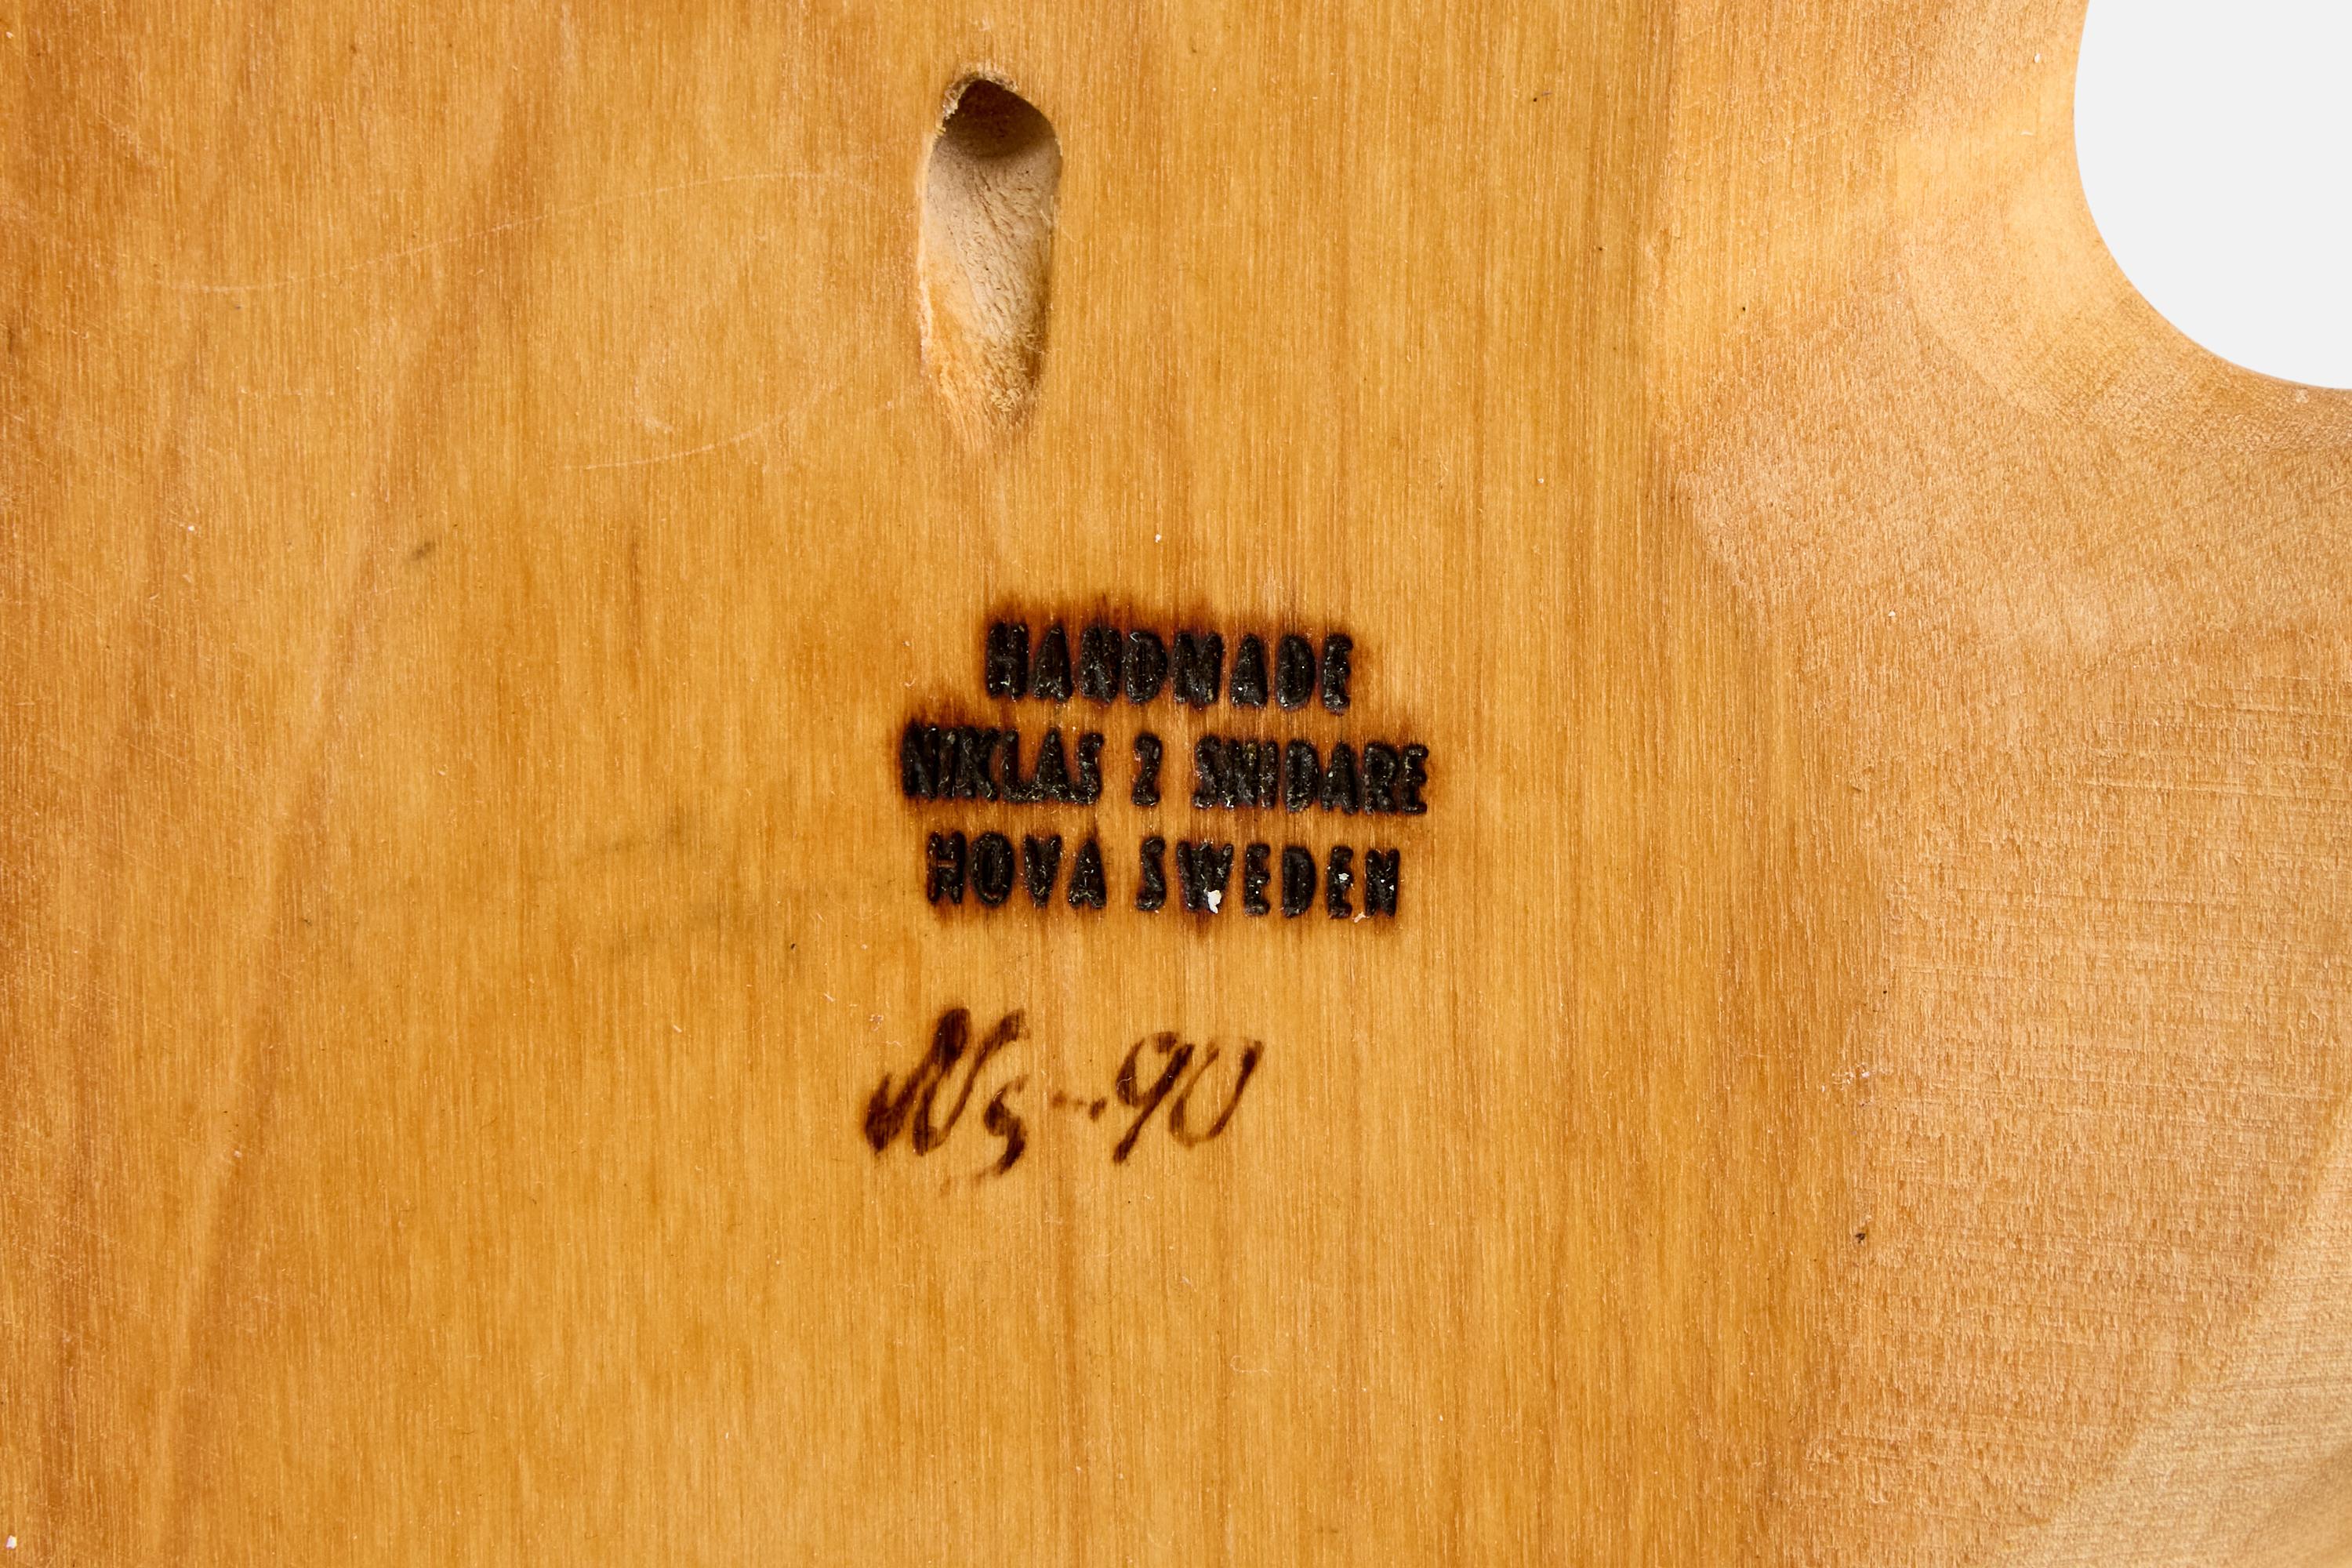 HANDMADE
NIKLAS 2 SNIDARE
HOVA SWEDEN
Ns-90